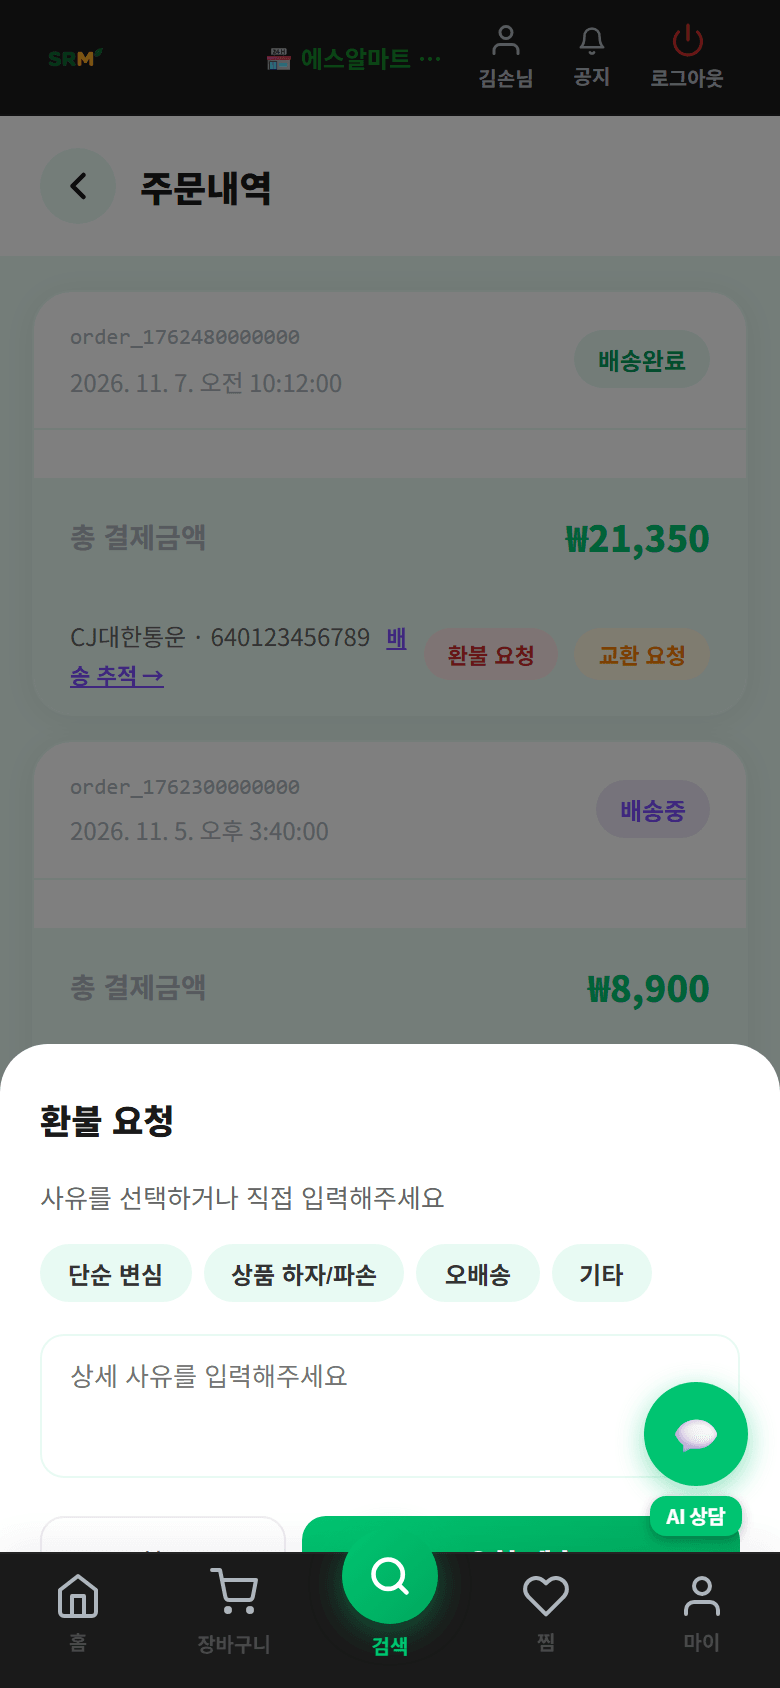 SRM
에스알마트 ...
김손님
공지
로그아웃
주문내역
order_1762480000000
2026. 11. 7. 오전 10:12:00
배송완료
총 결제금액
₩21,350
CJ대한통운 · 640123456789 배
송 추적 →
환불 요청
교환 요청
order_1762300000000
2026. 11. 5. 오후 3:40:00
배송중
총 결제금액
₩8,900
환불 요청
사유를 선택하거나 직접 입력해주세요
단순 변심
상품 하자/파손
오배송
기타
상세 사유를 입력해주세요
AI 상담
홈
장바구니
검색
찜
마이